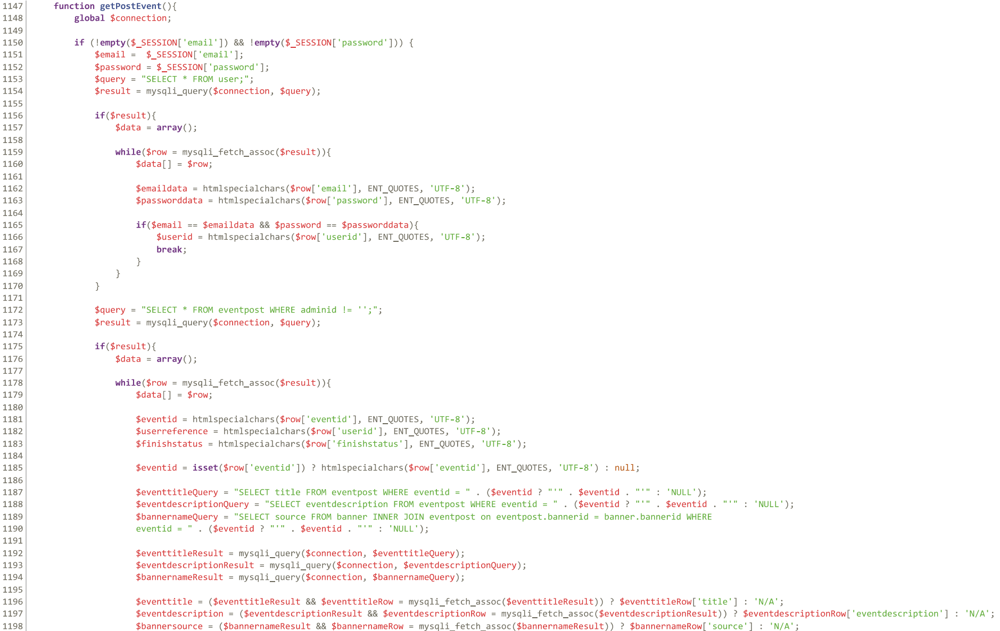 1147 function getPostEvent(){
1148 global $connection;
1149
1150 if (!empty($_SESSION['email']) && !empty($_SESSION['password'])) {
1151 $email =  $_SESSION['email'];
1152 $password = $_SESSION['password'];
1153 $query = "SELECT * FROM user;";
1154 $result = mysqli_query($connection, $query);
1155
1156 if($result){
1157 $data = array();
1158
1159 while($row = mysqli_fetch_assoc($result)){
1160 $data[] = $row;
1161
1162 $emaildata = htmlspecialchars($row['email'], ENT_QUOTES, 'UTF-8');
1163 $passworddata = htmlspecialchars($row['password'], ENT_QUOTES, 'UTF-8');
1164
1165 if($email == $emaildata && $password == $passworddata){
1166 $userid = htmlspecialchars($row['userid'], ENT_QUOTES, 'UTF-8');
1167 break;
1168 }
1169 }
1170 }
1171
1172 $query = "SELECT * FROM eventpost WHERE adminid != '';";
1173 $result = mysqli_query($connection, $query);
1174
1175 if($result){
1176 $data = array();
1177
1178 while($row = mysqli_fetch_assoc($result)){
1179 $data[] = $row;
1180
1181 $eventid = htmlspecialchars($row['eventid'], ENT_QUOTES, 'UTF-8');
1182 $userreference = htmlspecialchars($row['userid'], ENT_QUOTES, 'UTF-8');
1183 $finishstatus = htmlspecialchars($row['finishstatus'], ENT_QUOTES, 'UTF-8');
1184
1185 $eventid = isset($row['eventid']) ? htmlspecialchars($row['eventid'], ENT_QUOTES, 'UTF-8') : null;
1186
1187 $eventtitleQuery = "SELECT title FROM eventpost WHERE eventid = " . ($eventid ? "'" . $eventid . "'" : 'NULL');
1188 $eventdescriptionQuery = "SELECT eventdescription FROM eventpost WHERE eventid = " . ($eventid ? "'" . $eventid . "'" : 'NULL');
1189 $bannernameQuery = "SELECT source FROM banner INNER JOIN eventpost on eventpost.bannerid = banner.bannerid WHERE
1190 eventid = " . ($eventid ? "'" . $eventid . "'" : 'NULL');
1191
1192 $eventtitleResult = mysqli_query($connection, $eventtitleQuery);
1193 $eventdescriptionResult = mysqli_query($connection, $eventdescriptionQuery);
1194 $bannernameResult = mysqli_query($connection, $bannernameQuery);
1195
1196 $eventtitle = ($eventtitleResult && $eventtitleRow = mysqli_fetch_assoc($eventtitleResult)) ? $eventtitleRow['title'] : 'N/A';
1197 $eventdescription = ($eventdescriptionResult && $eventdescriptionRow = mysqli_fetch_assoc($eventdescriptionResult)) ? $eventdescriptionRow['eventdescription'] : 'N/A';
1198 $bannersource = ($bannernameResult && $bannernameRow = mysqli_fetch_assoc($bannernameResult)) ? $bannernameRow['source'] : 'N/A';